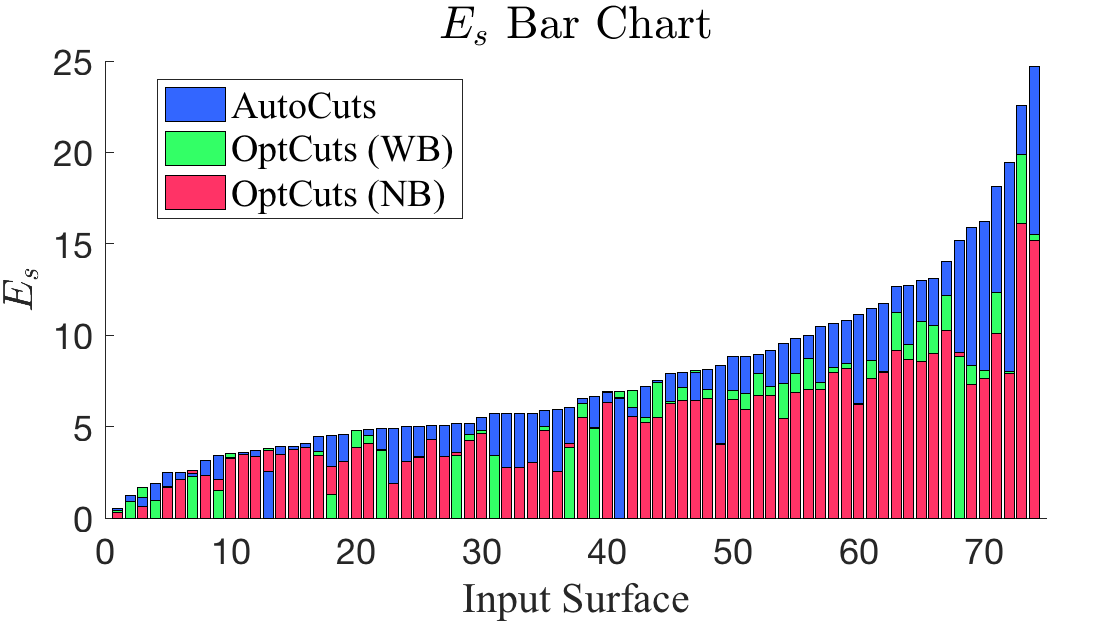 E_s Bar Chart
25
20
15
10
5
0
E_s
AutoCuts
OptCuts (WB)
OptCuts (NB)
0 10 20 30 40 50 60 70
Input Surface